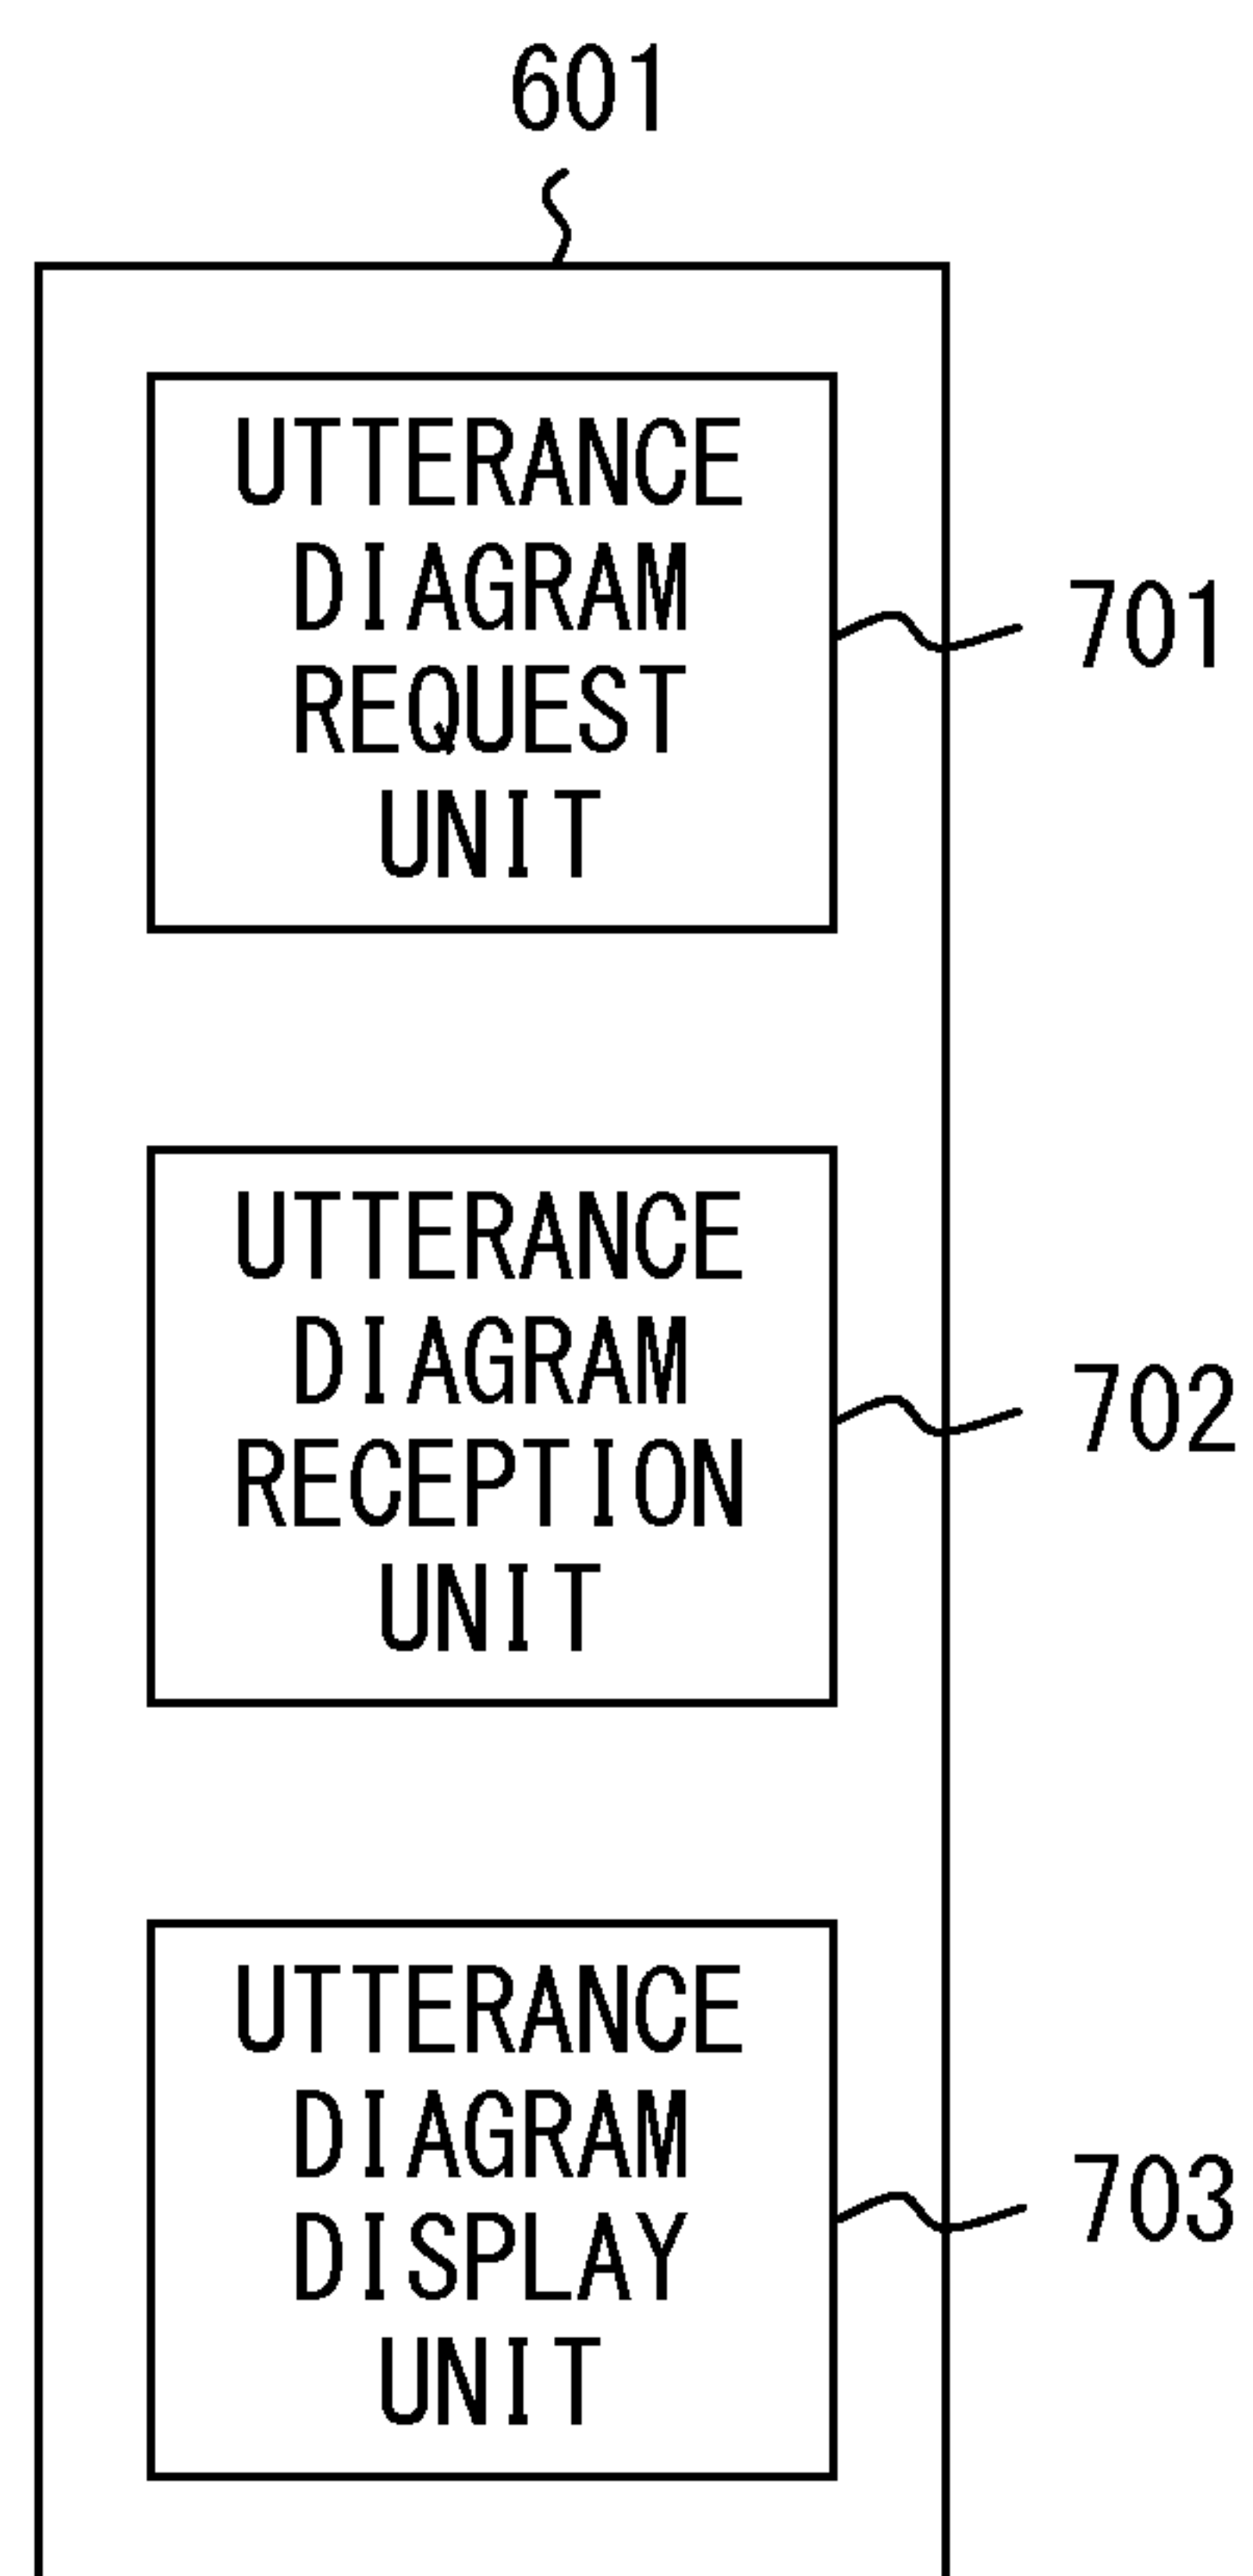 601
UTTERANCE
DIAGRAM
REQUEST
UNIT
701
UTTERANCE
DIAGRAM
RECEPTION
UNIT
702
UTTERANCE
DIAGRAM
DISPLAY
UNIT
703